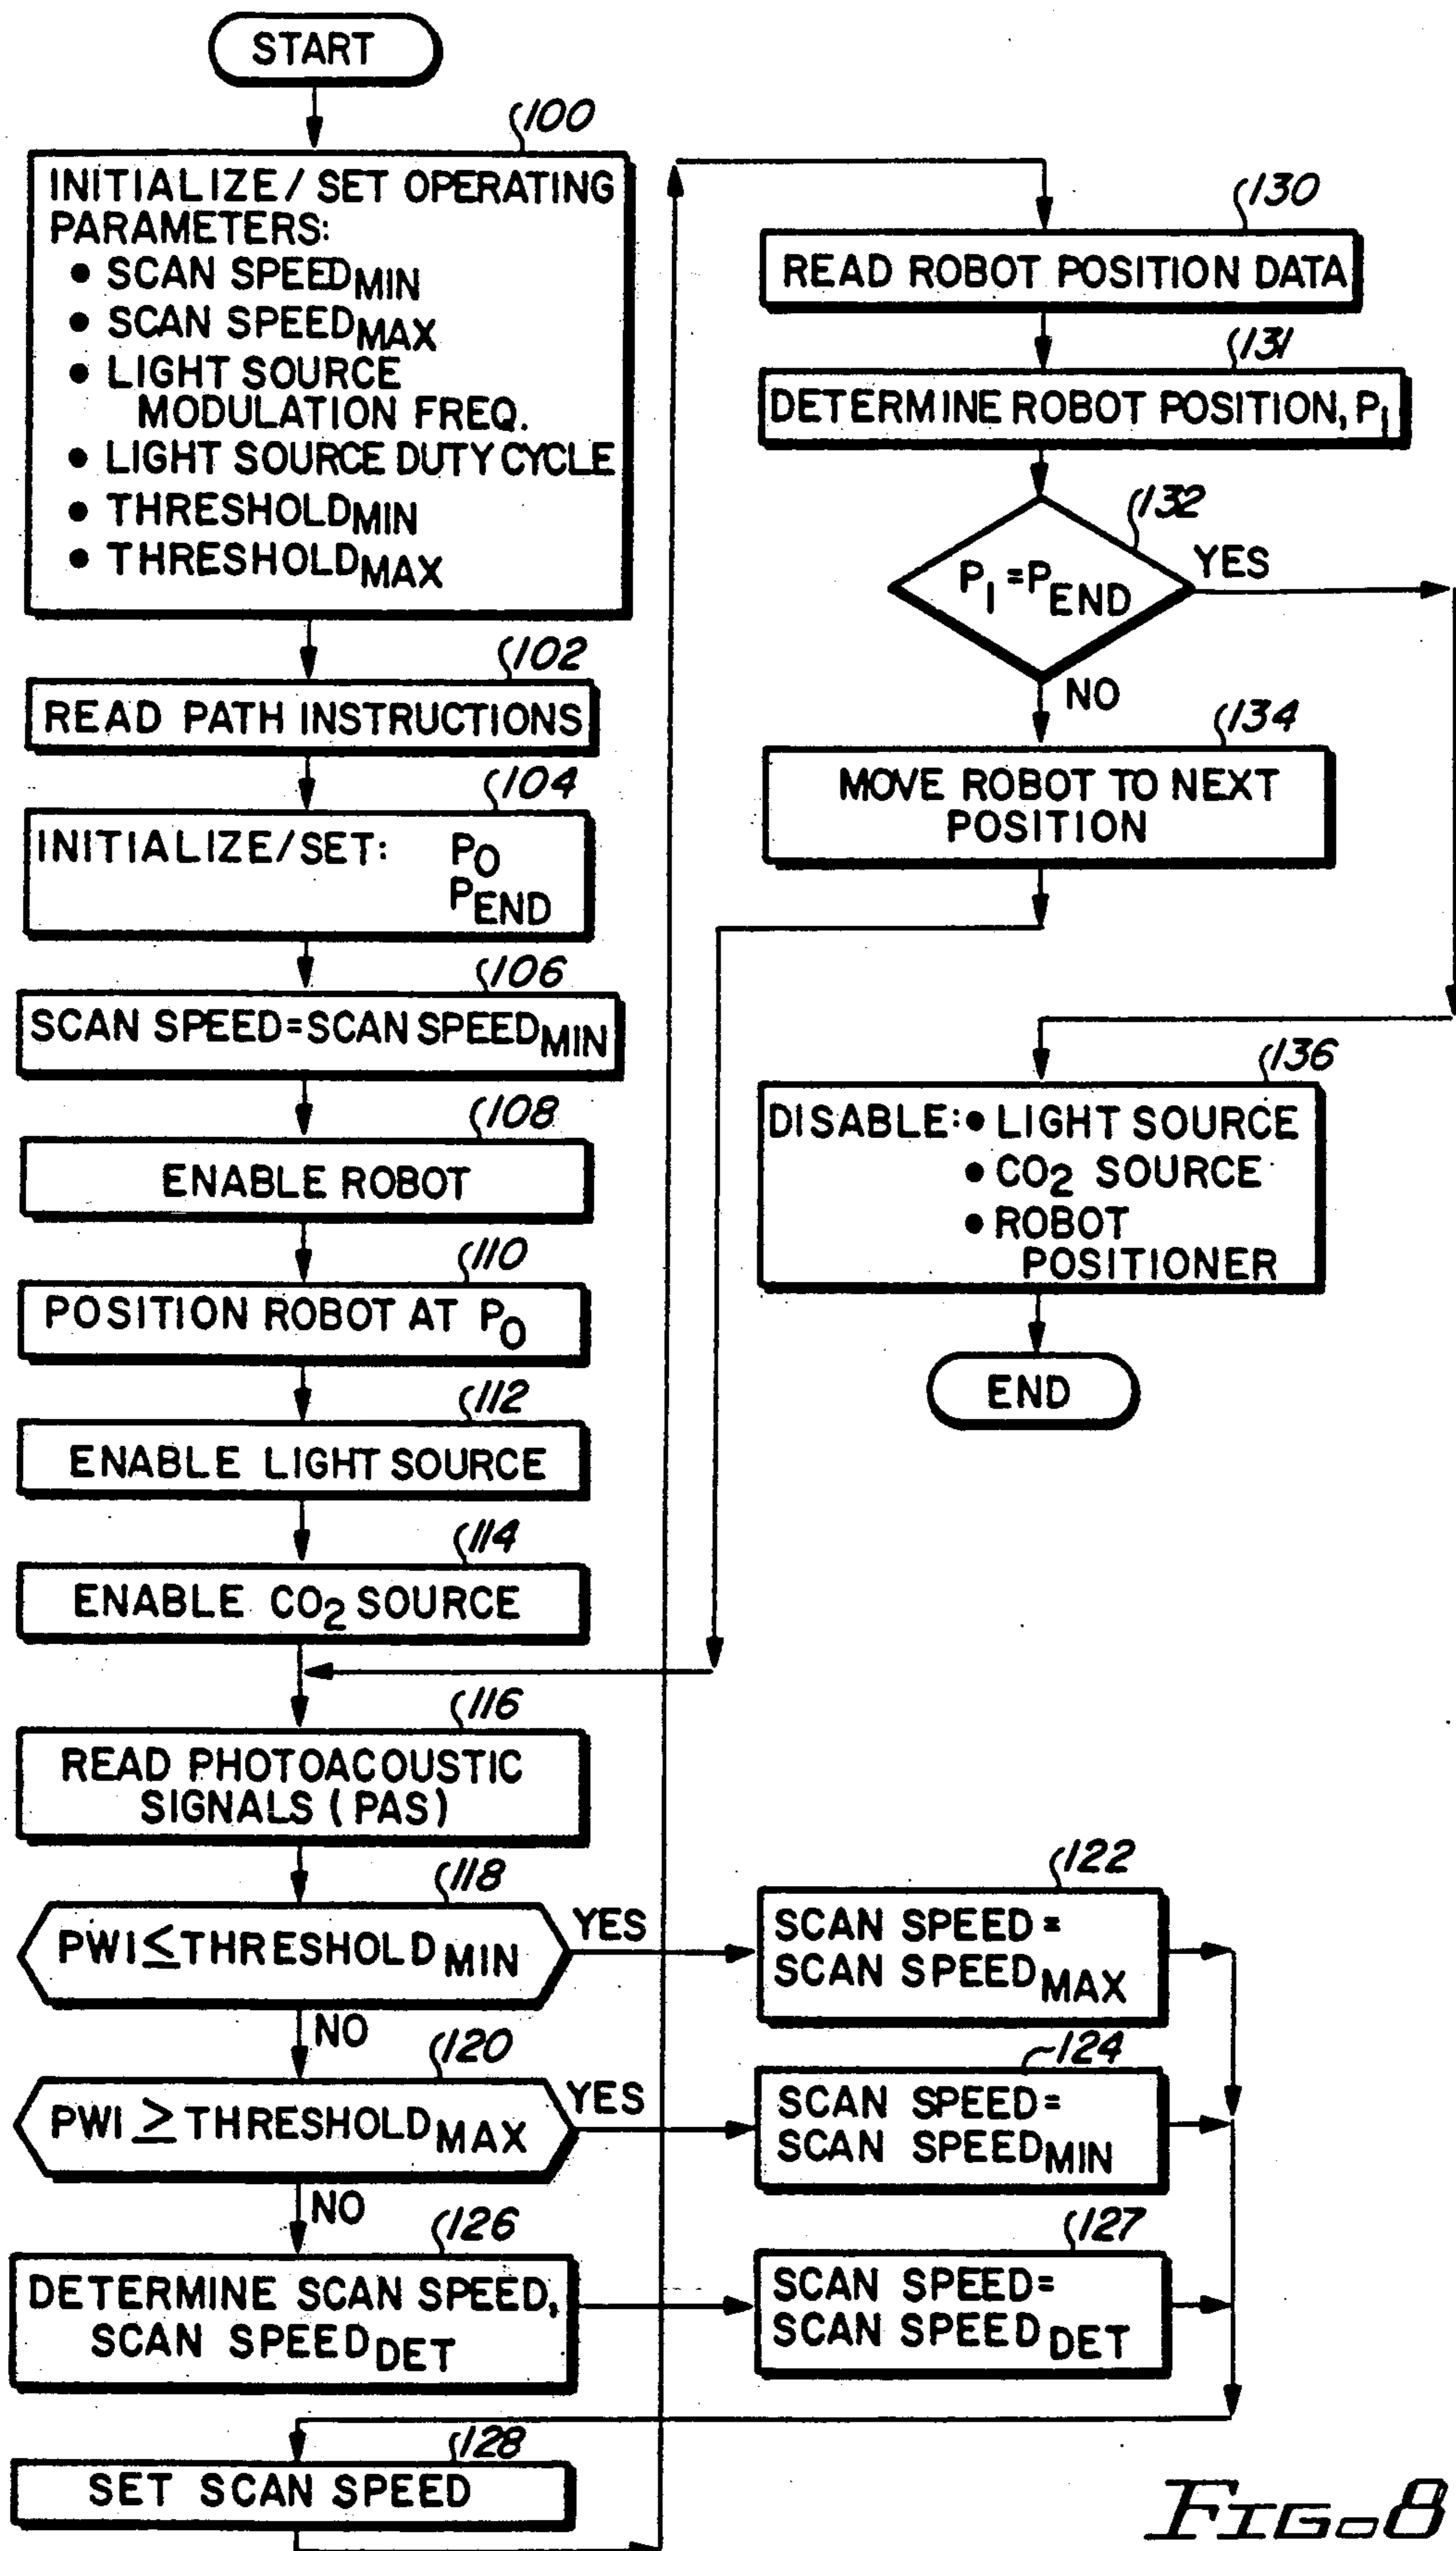 START
100
INITIALIZE / SET OPERATING
PARAMETERS:
• SCAN SPEEDMIN
• SCAN SPEEDMAX
• LIGHT SOURCE
MODULATION FREQ.
• LIGHT SOURCE DUTY CYCLE
• THRESHOLDMIN
• THRESHOLDMAX
102
READ PATH INSTRUCTIONS
104
INITIALIZE/SET: PO
PEND
106
SCAN SPEED=SCAN SPEEDMIN
108
ENABLE ROBOT
110
POSITION ROBOT AT PO
112
ENABLE LIGHT SOURCE
114
ENABLE CO2 SOURCE
116
READ PHOTOACOUSTIC
SIGNALS (PAS)
118
PWI≤THRESHOLDMIN
YES
NO
120
PWI ≥ THRESHOLDMAX
YES
NO
126
DETERMINE SCAN SPEED,
SCAN SPEEDDET
128
SET SCAN SPEED
122
SCAN SPEED =
SCAN SPEEDMAX
124
SCAN SPEED=
SCAN SPEEDMIN
127
SCAN SPEED=
SCAN SPEEDDET
130
READ ROBOT POSITION DATA
131
DETERMINE ROBOT POSITION, PI
132
PI = PEND
YES
NO
134
MOVE ROBOT TO NEXT
POSITION
136
DISABLE: • LIGHT SOURCE
• CO2 SOURCE
• ROBOT
POSITIONER
END
FIG. 8